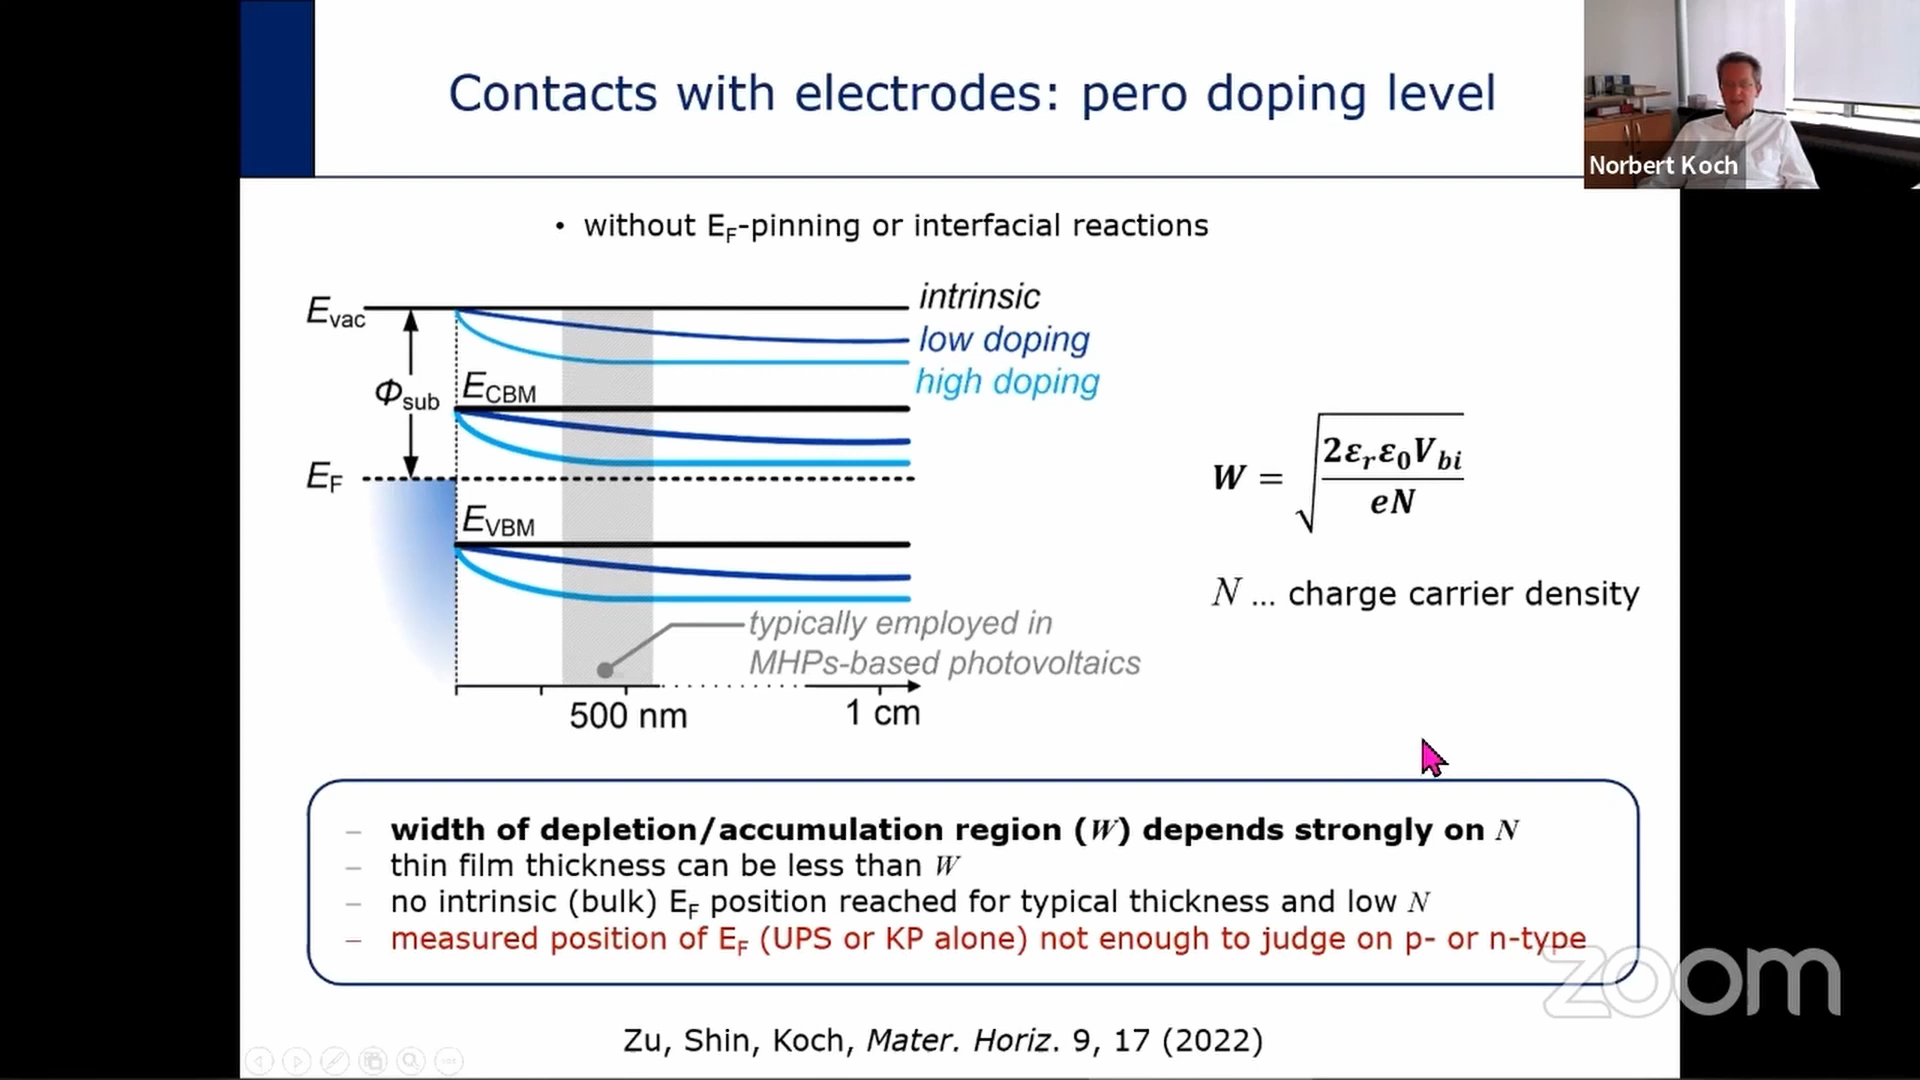 Contacts with electrodes: pero doping level
Norbert Koch
• without E_F-pinning or interfacial reactions
E_vac
intrinsic
low doping
high doping
Φ_sub
E_CBM
E_F
E_VBM
W = √(2ε_rε_0V_bi / eN)
N ... charge carrier density
typically employed in
MHPs-based photovoltaics
500 nm
1 cm
– width of depletion/accumulation region (W) depends strongly on N
– thin film thickness can be less than W
– no intrinsic (bulk) E_F position reached for typical thickness and low N
– measured position of E_F (UPS or KP alone) not enough to judge on p- or n-type
zoom
Zu, Shin, Koch, Mater. Horiz. 9, 17 (2022)